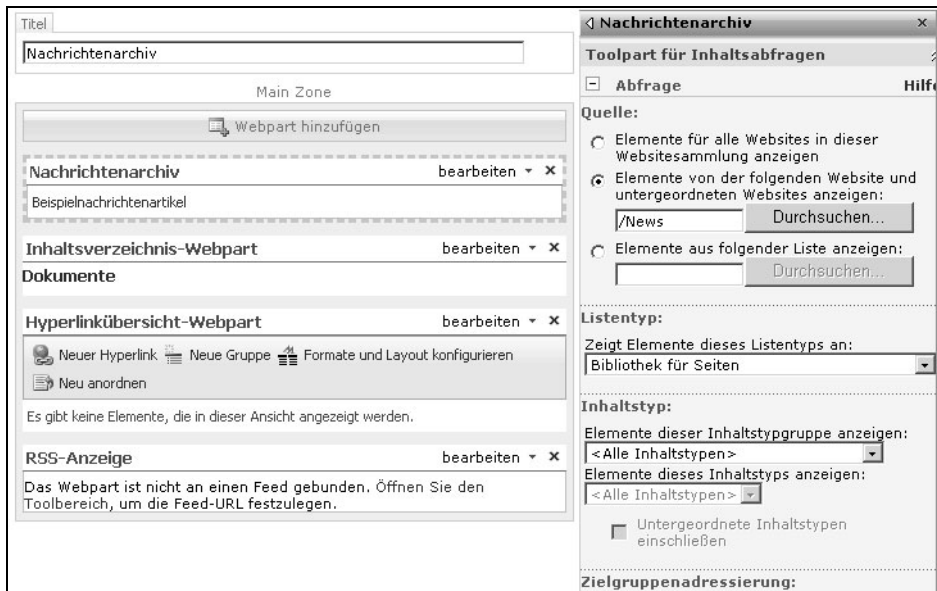 Titel
Nachrichtenarchiv
Main Zone
Webpart hinzufügen
Nachrichtenarchiv
bearbeiten
Beispielnachrichtenartikel
Inhaltsverzeichnis-Webpart
bearbeiten
Dokumente
Hyperlinkübersicht-Webpart
bearbeiten
Neuer Hyperlink Neue Gruppe Formate und Layout konfigurieren
Neu anordnen
Es gibt keine Elemente, die in dieser Ansicht angezeigt werden.
RSS-Anzeige
bearbeiten
Das Webpart ist nicht an einen Feed gebunden. Öffnen Sie den
Toolbereich, um die Feed-URL festzulegen.
Nachrichtenarchiv
Toolpart für Inhaltsabfragen
Abfrage
Hilfe
Quelle:
Elemente für alle Websites in dieser
Websitesammlung anzeigen
Elemente von der folgenden Website und
untergeordneten Websites anzeigen:
/News
Durchsuchen...
Elemente aus folgender Liste anzeigen:
Durchsuchen...
Listentyp:
Zeigt Elemente dieses Listentyps an:
Bibliothek für Seiten
Inhaltstyp:
Elemente dieser Inhaltstypgruppe anzeigen:
<Alle Inhaltstypen>
Elemente dieses Inhaltstyps anzeigen:
<Alle Inhaltstypen>
Untergeordnete Inhaltstypen
einschließen
Zielgruppenadressierung: